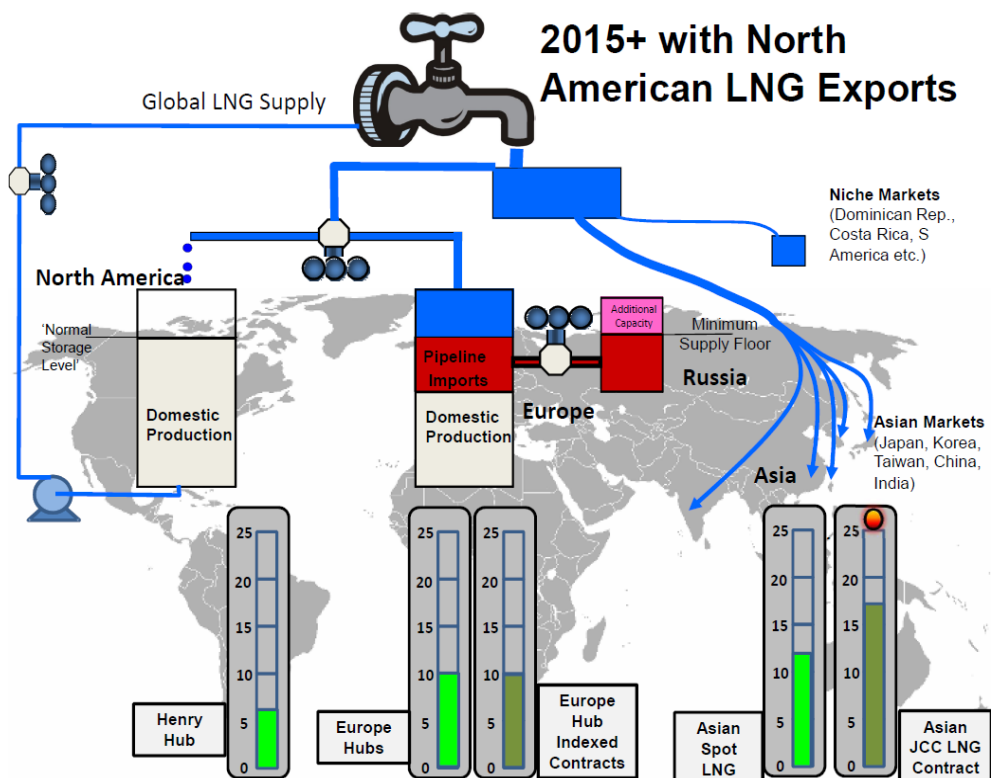 2015+ with North
American LNG Exports
Global LNG Supply
Niche Markets
(Dominican Rep.,
Costa Rica, S
America etc.)
North America
'Normal
Storage
Level'
Domestic
Production
Pipeline
Imports
Domestic
Production
Europe
Additional
Capacity
Minimum
Supply Floor
Russia
Asian Markets
(Japan, Korea,
Taiwan, China,
India)
Asia
25
20
15
10
5
0
Henry
Hub
25
20
15
10
5
0
Europe
Hubs
25
20
15
10
5
0
Europe
Hub
Indexed
Contracts
25
20
15
10
5
0
Asian
Spot
LNG
25
20
15
10
5
0
Asian
JCC LNG
Contract